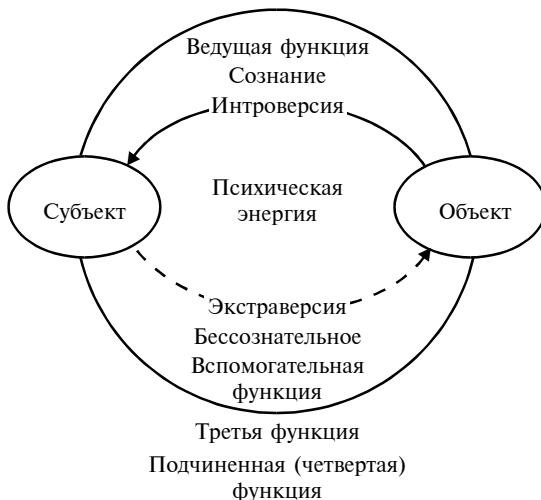 Ведущая функция
Сознание
Интроверсия
Психическая
энергия
Субъект
Объект
Экстраверсия
Бессознательное
Вспомогательная
функция
Третья функция
Подчиненная (четвертая)
функция